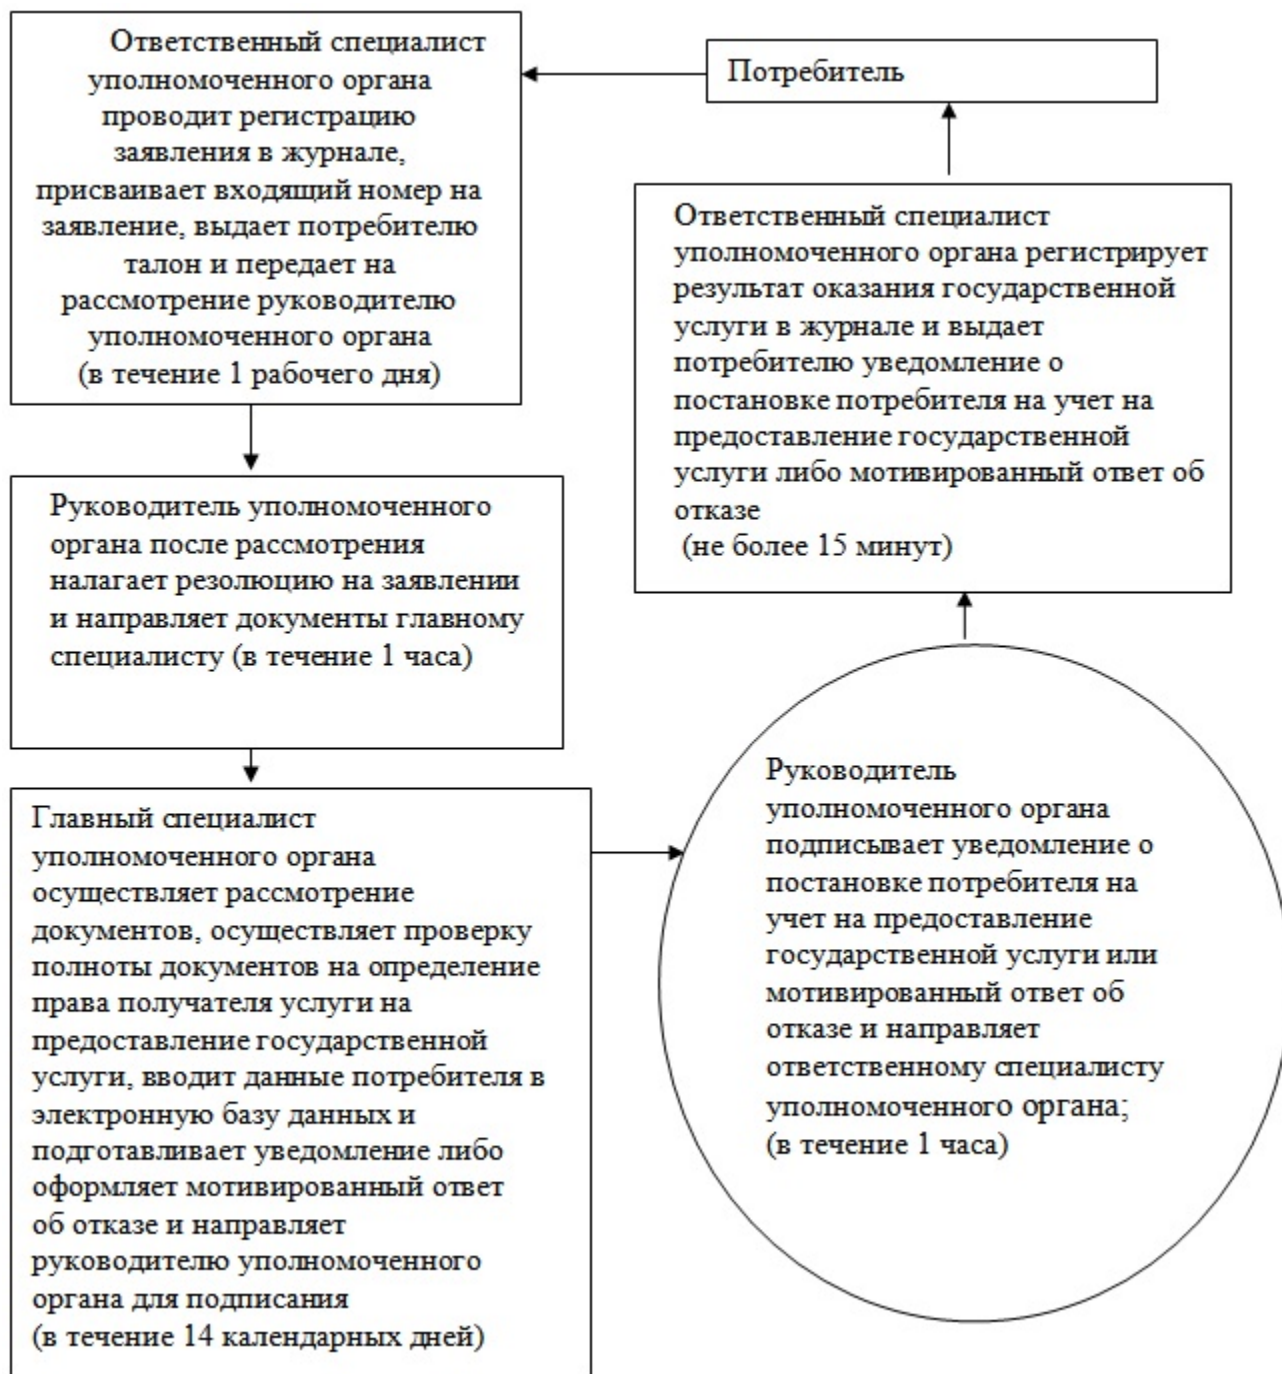 Ответственный специалист
уполномоченного органа
проводит регистрацию
заявления в журнале,
присваивает входящий номер на
заявление, выдает потребителю
талон и передает на
рассмотрение руководителю
уполномоченного органа
(в течение 1 рабочего дня)
Потребитель
Ответственный специалист
уполномоченного органа регистрирует
результат оказания государственной
услуги в журнале и выдает
потребителю уведомление о
постановке потребителя на учет на
предоставление государственной
услуги либо мотивированный ответ об
отказе
(не более 15 минут)
Руководитель уполномоченного
органа после рассмотрения
налагает резолюцию на заявлении
и направляет документы главному
специалисту (в течение 1 часа)
Главный специалист
уполномоченного органа
осуществляет рассмотрение
документов, осуществляет проверку
полноты документов на определение
права получателя услуги на
предоставление государственной
услуги, вводит данные потребителя в
электронную базу данных и
подготавливает уведомление либо
оформляет мотивированный ответ
об отказе и направляет
руководителю уполномоченного
органа для подписания
(в течение 14 календарных дней)
Руководитель
уполномоченного органа
подписывает уведомление о
постановке потребителя на
учет на предоставление
государственной услуги или
мотивированный ответ об
отказе и направляет
ответственному специалисту
уполномоченного органа;
(в течение 1 часа)